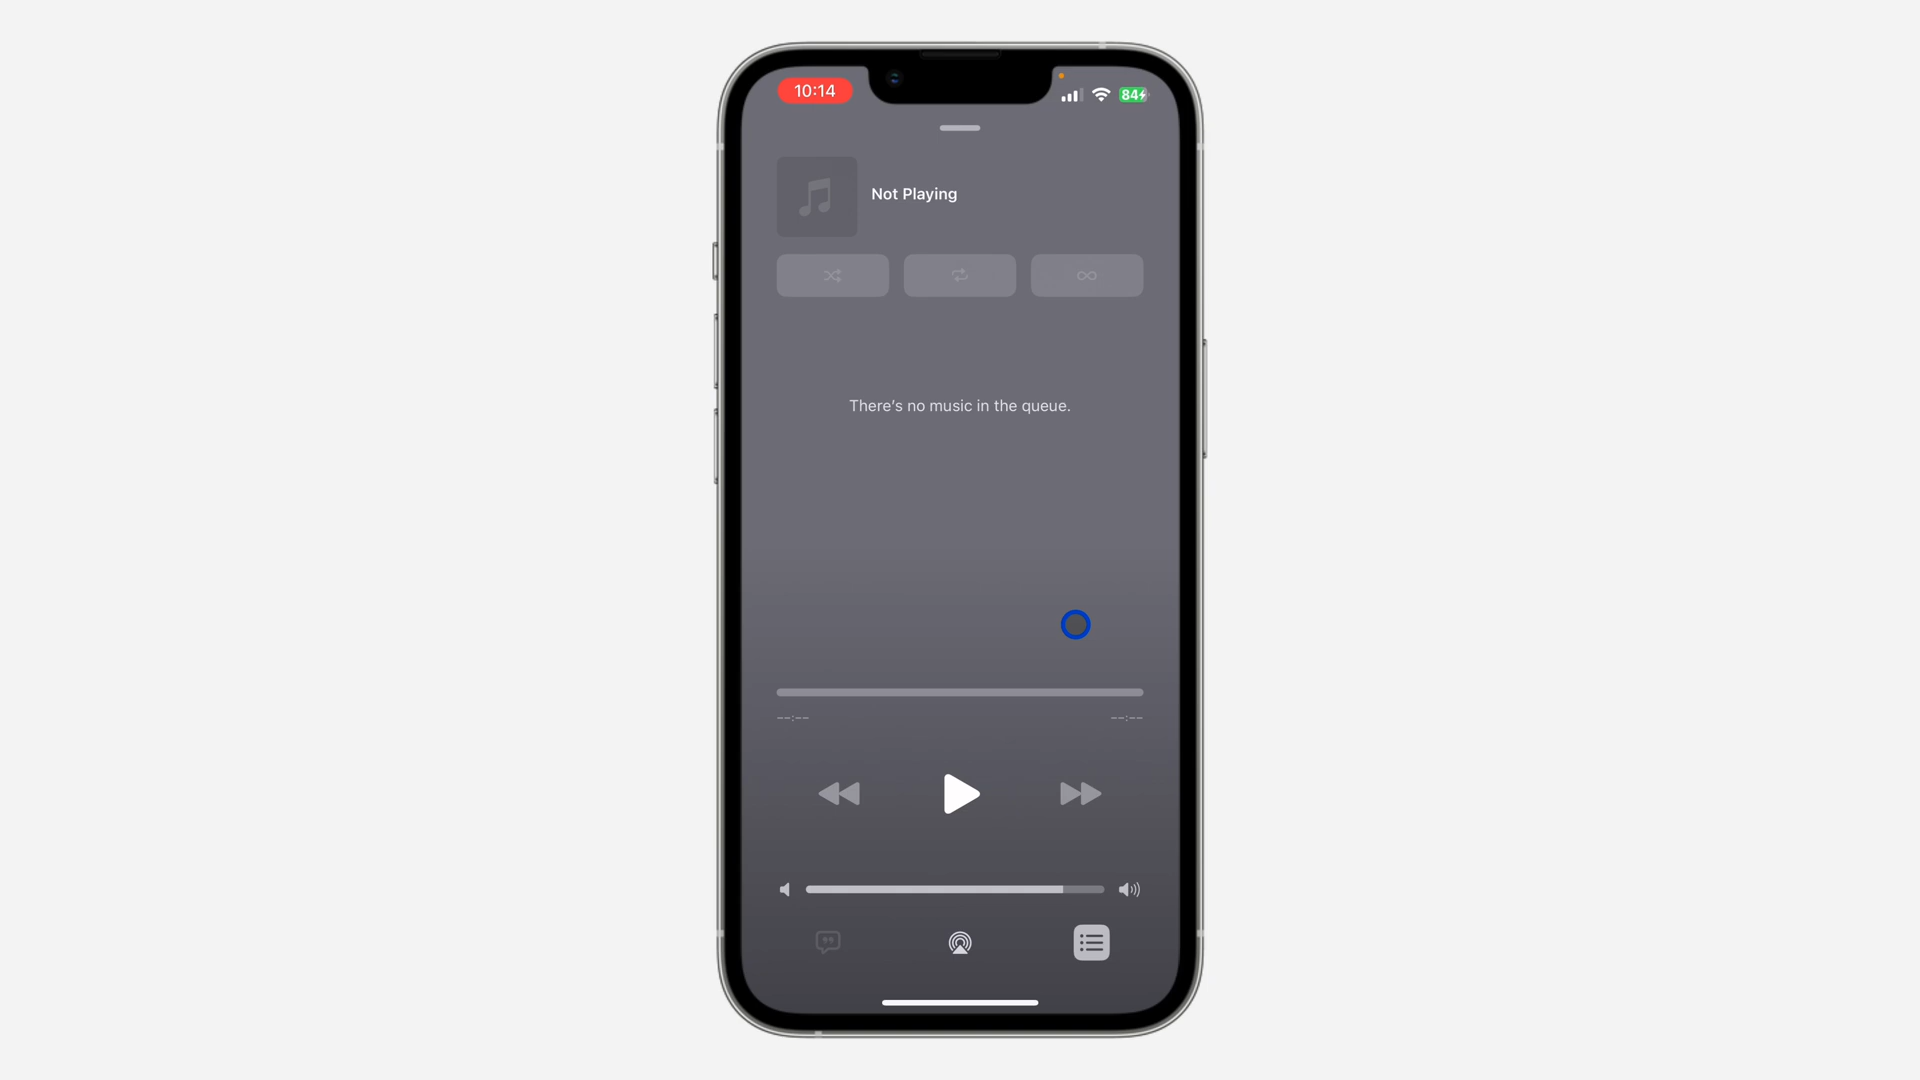 10:14
84
Not Playing
There's no music in the queue.
--:--
--:--